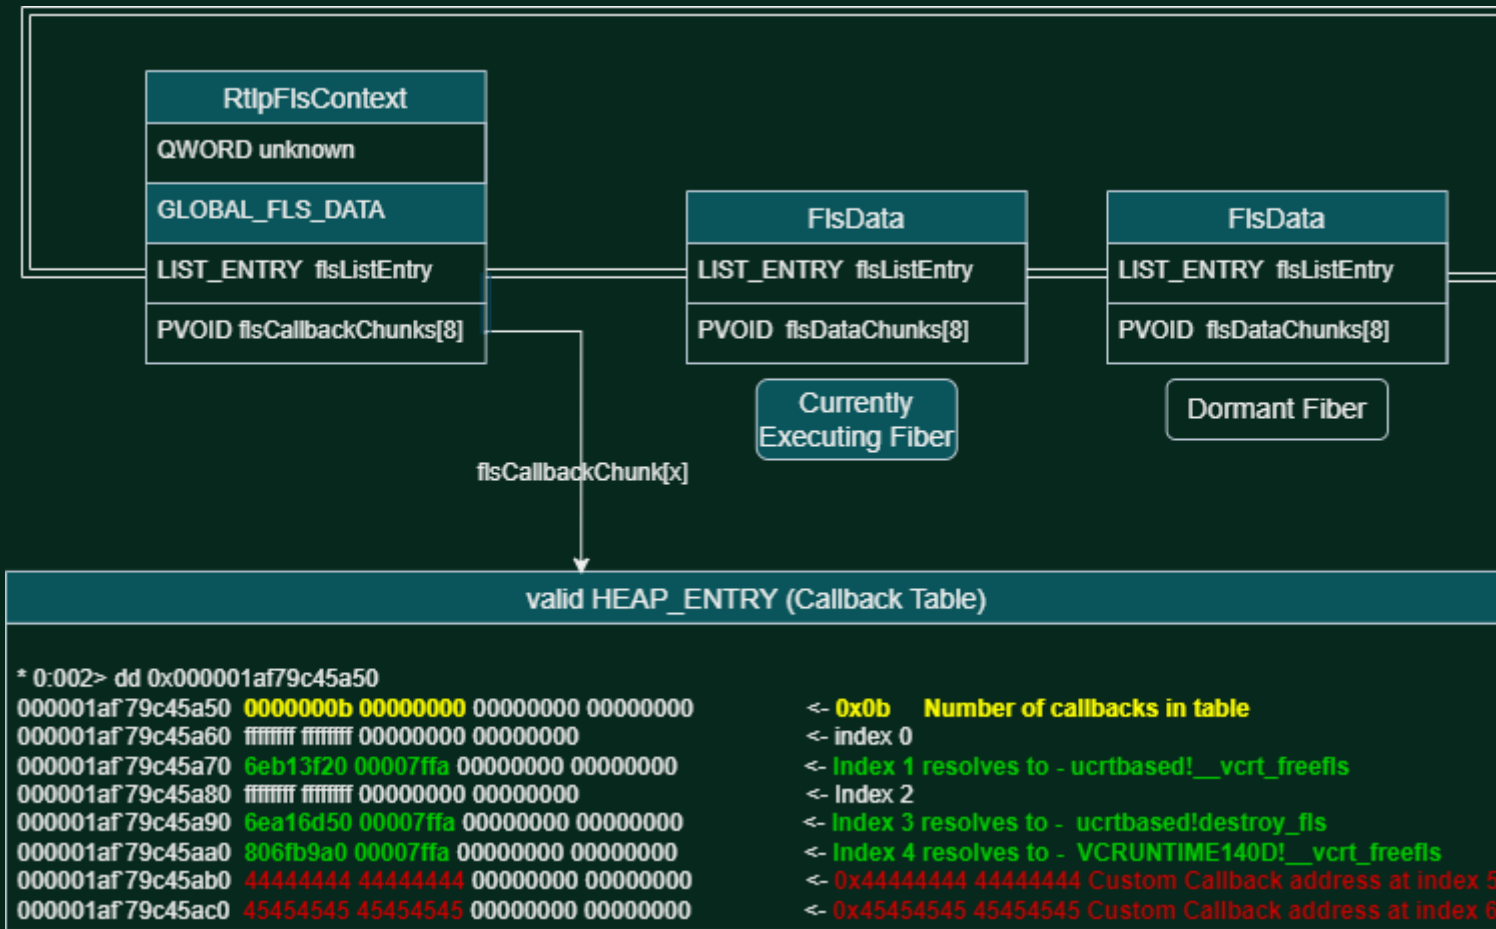 RtlpFlsContext
QWORD unknown
GLOBAL_FLS_DATA
LIST_ENTRY flsListEntry
PVOID flsCallbackChunks[8]
FlsData
LIST_ENTRY flsListEntry
PVOID flsDataChunks[8]
Currently
Executing Fiber
FlsData
LIST_ENTRY flsListEntry
PVOID flsDataChunks[8]
Dormant Fiber
flsCallbackChunk[x]
valid HEAP_ENTRY (Callback Table)
* 0:002> dd 0x000001af79c45a50
000001af`79c45a50 0000000b 00000000 00000000 00000000 <- 0x0b Number of callbacks in table
000001af`79c45a60 ffffffff ffffffff 00000000 00000000 <- index 0
000001af`79c45a70 6eb13f20 00007ffa 00000000 00000000 <- Index 1 resolves to - ucrtbased!__vcrt_freefls
000001af`79c45a80 ffffffff ffffffff 00000000 00000000 <- Index 2
000001af`79c45a90 6ea16d50 00007ffa 00000000 00000000 <- Index 3 resolves to - ucrtbased!destroy_fls
000001af`79c45aa0 806fb9a0 00007ffa 00000000 00000000 <- Index 4 resolves to - VCRUNTIME140D!__vcrt_freefls
000001af`79c45ab0 44444444 44444444 00000000 00000000 <- 0x44444444 44444444 Custom Callback address at index 5
000001af`79c45ac0 45454545 45454545 00000000 00000000 <- 0x45454545 45454545 Custom Callback address at index 6